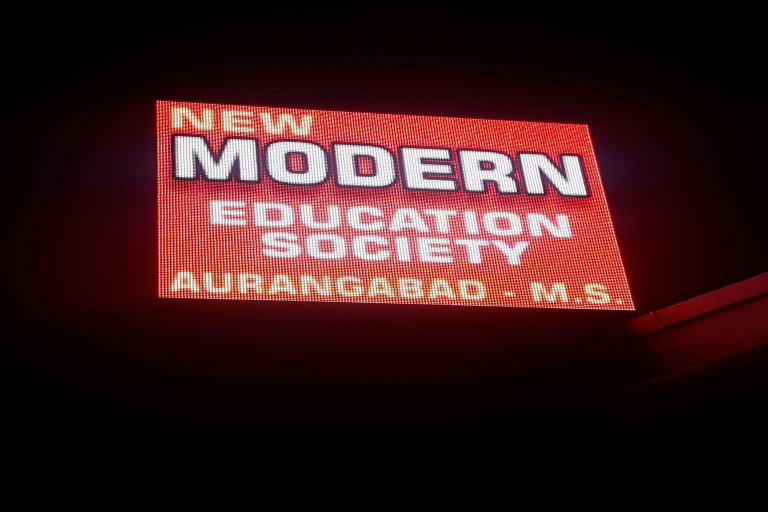 NEW
MODERN
EDUCATION
SOCIETY
AURANGABAD - M.S.